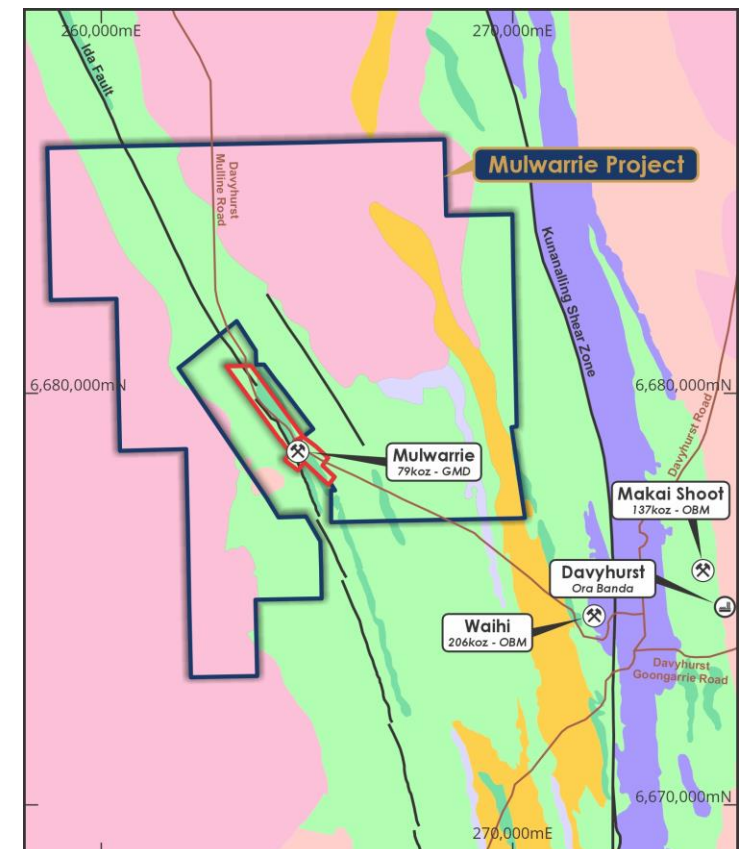 260,000mE
270,000mE
Ida Fault
Davyhurst
Mulline Road
Mulwarrie Project
Kunanalling Shear Zone
6,680,000mN
6,680,000mN
Davyhurst Road
Mulwarrie
79koz - GMD
Makai Shoot
137koz - OBM
Davyhurst
Ora Banda
Waihi
206koz - OBM
Davyhurst
Goongarrie Road
6,670,000mN
270,000mE